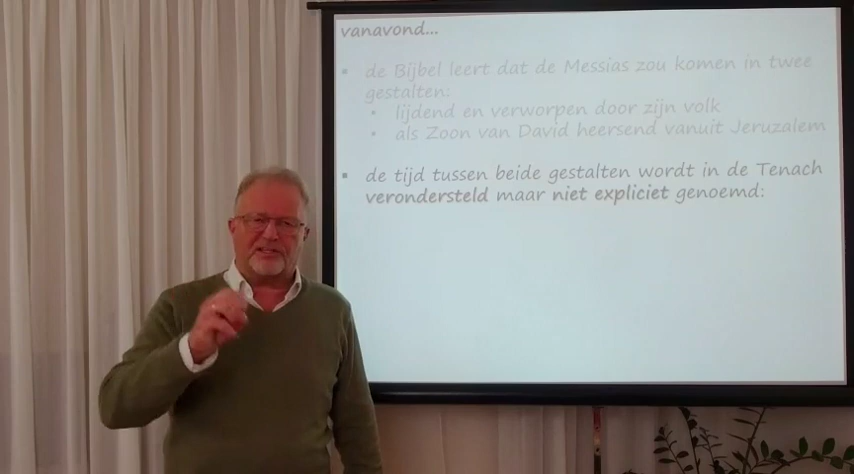 vanavond...
▪ de Bijbel leert dat de Messias zou komen in twee
gestalten:
• lijdend en verworpen door zijn volk
• als Zoon van David heersend vanuit Jeruzalem
▪ de tijd tussen beide gestalten wordt in de Tenach
verondersteld maar niet expliciet genoemd: